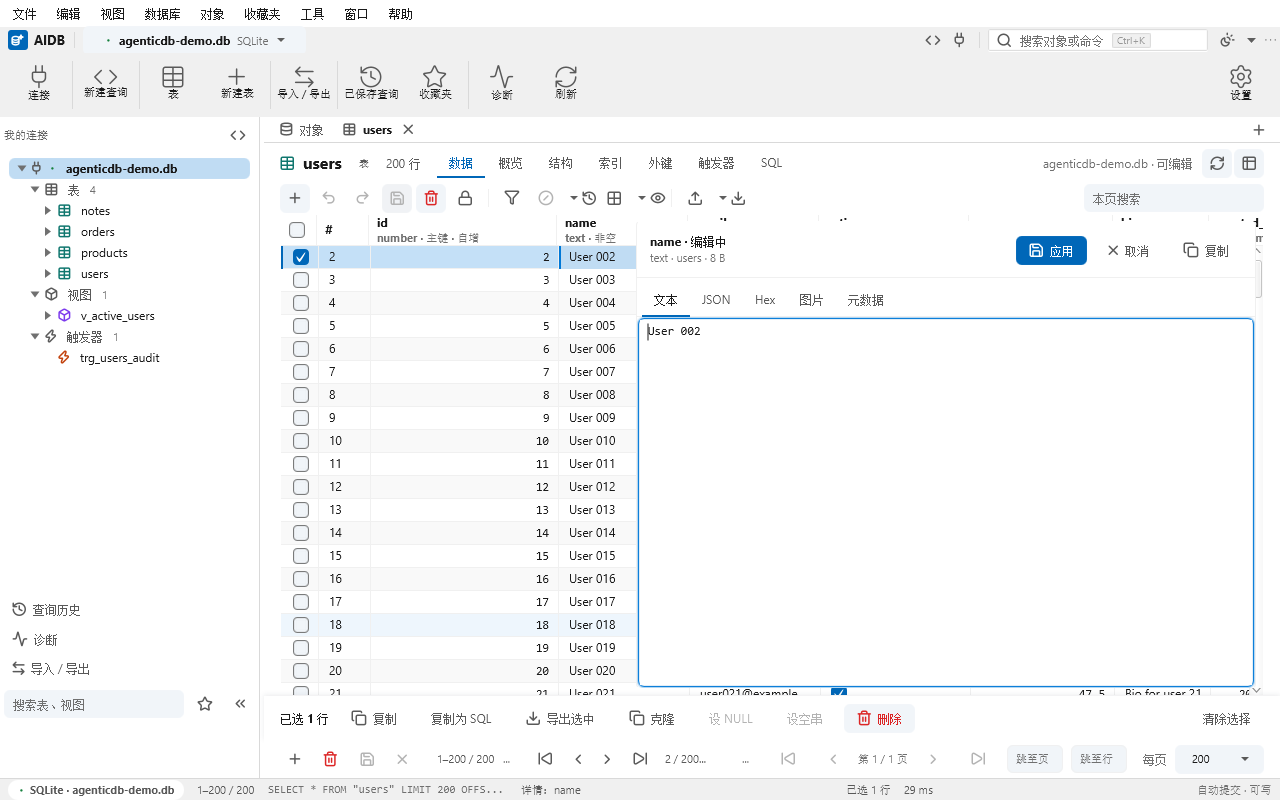 文件 编辑 视图 数据库 对象 收藏夹 工具 窗口 帮助
AIDB · agenticdb-demo.db SQLite 搜索对象或命令 Ctrl+K
连接 新建查询 表 新建表 导入 / 导出 已保存查询 收藏夹 诊断 刷新 设置
我的连接
· agenticdb-demo.db
表 4
notes
orders
products
users
视图 1
v_active_users
触发器 1
trg_users_audit
查询历史
诊断
导入 / 导出
搜索表、视图
对象 users
users 表 200 行 数据 概览 结构 索引 外键 触发器 SQL agenticdb-demo.db · 可编辑
本页搜索
# id name
number · 主键 · 自增 text · 非空
2 2 User 002
3 3 User 003
4 4 User 004
5 5 User 005
6 6 User 006
7 7 User 007
8 8 User 008
9 9 User 009
10 10 User 010
11 11 User 011
12 12 User 012
13 13 User 013
14 14 User 014
15 15 User 015
16 16 User 016
17 17 User 017
18 18 User 018
19 19 User 019
20 20 User 020
21 21 User 021 user021@example 47.5 Bio for user 21
name · 编辑中
text · users · 8 B
应用 取消 复制
文本 JSON Hex 图片 元数据
User 002
已选 1 行 复制 复制为 SQL 导出选中 克隆 设 NULL 设空串 删除 清除选择
1–200 / 200 ... 2 / 200... ... 第 1 / 1 页 跳至页 跳至行 每页 200
· SQLite · agenticdb-demo.db 1–200 / 200 SELECT * FROM "users" LIMIT 200 OFFS... 详情: name 已选 1 行 29 ms 自动提交 · 可写